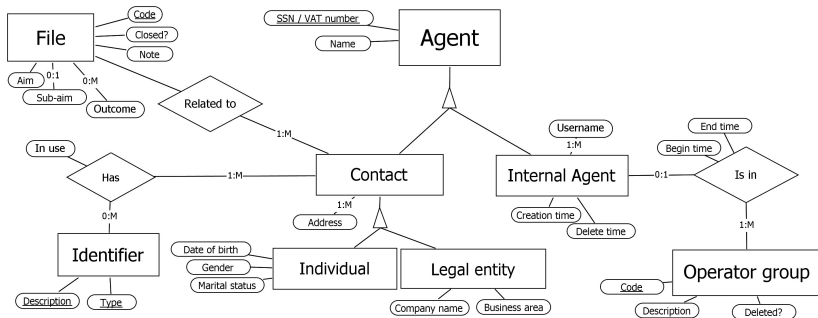 SSN / VAT number
Name
Agent
File
Code
Closed?
Note
Aim
0:1
Sub-aim
0:M
Outcome
Related to
1:M
In use
Has
1:M
0:M
Identifier
Description
Type
Contact
1:M
Address
Date of birth
Gender
Marital status
Individual
Legal entity
Company name
Business area
Username
1:M
Internal Agent
Creation time
Delete time
0:1
End time
Begin time
Is in
1:M
Operator group
Code
Description
Deleted?